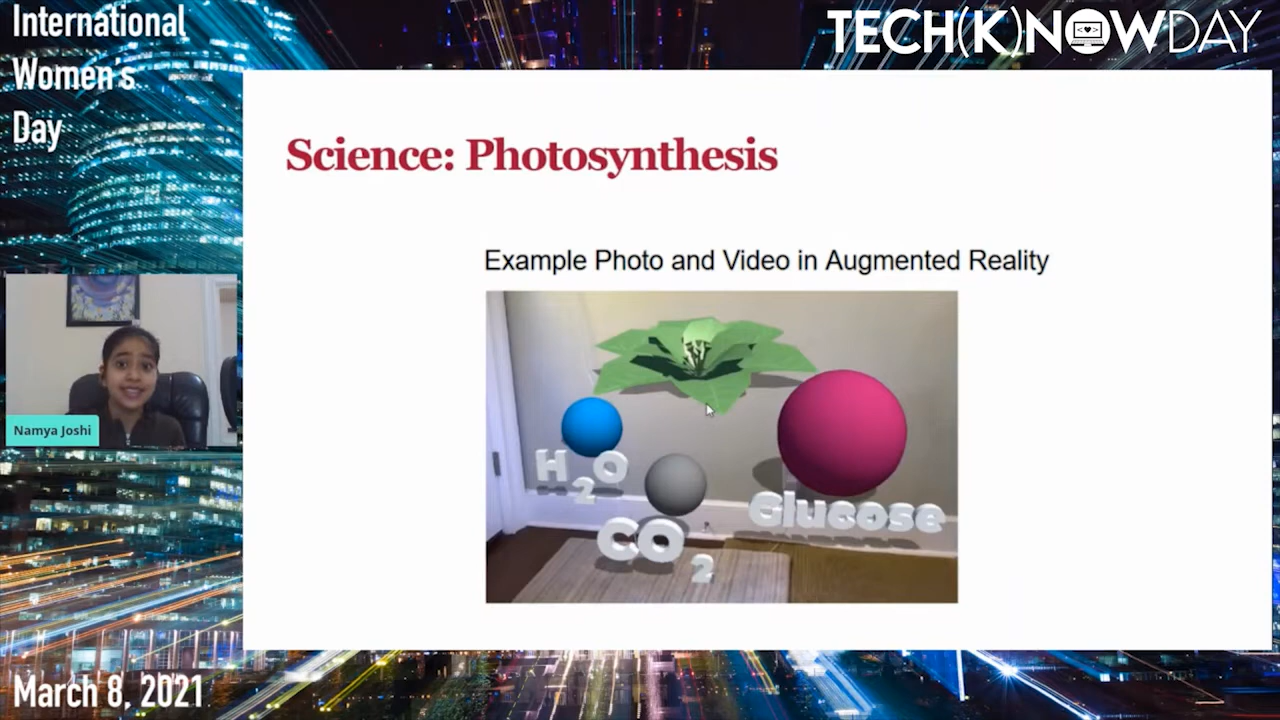 International
Women's
Day
TECH(K)NOWDAY
Science: Photosynthesis
Example Photo and Video in Augmented Reality
H2O
CO2
Glucose
Namya Joshi
March 8, 2021